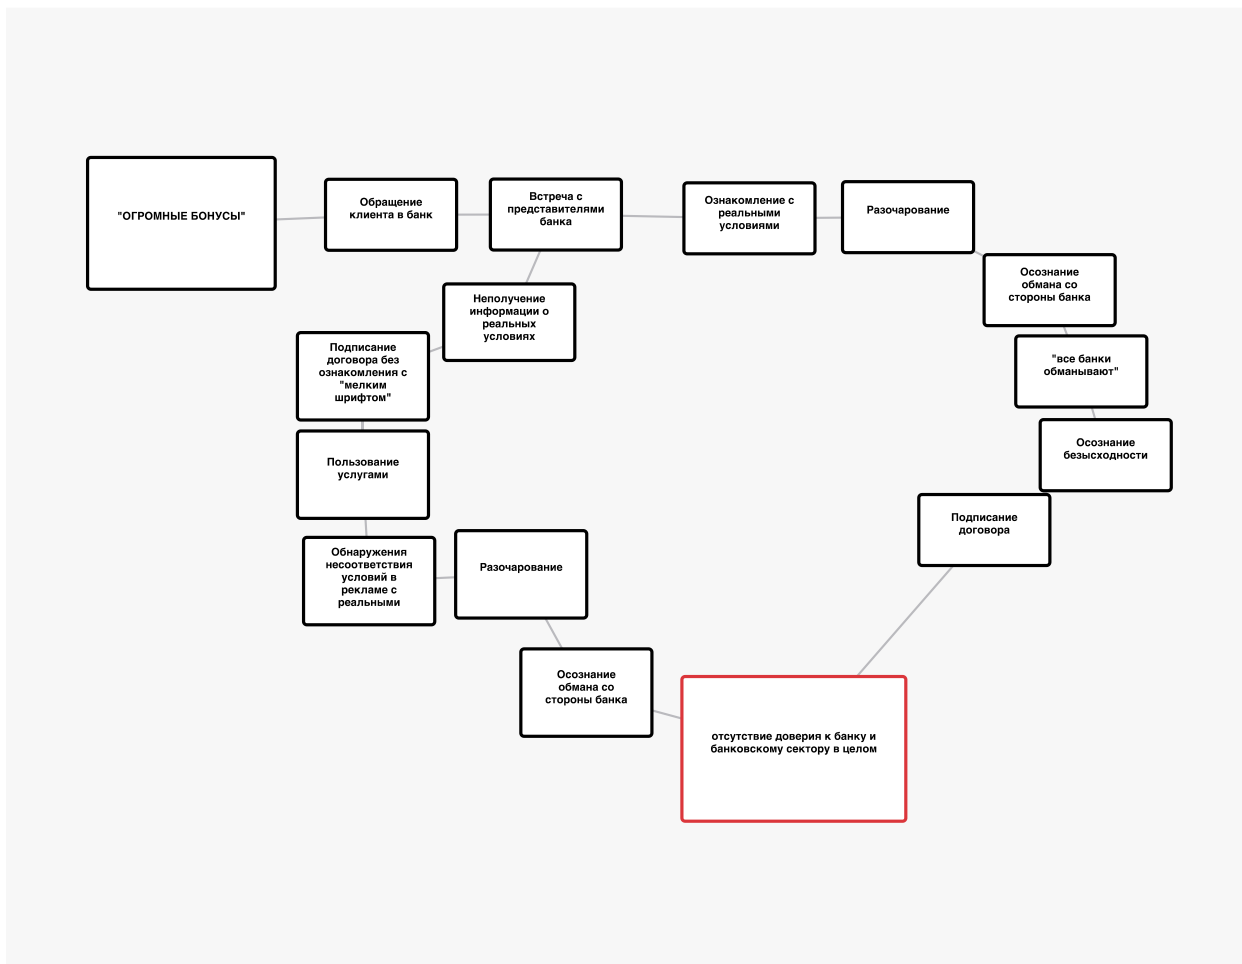 "ОГРОМНЫЕ БОНУСЫ"
Обращение
клиента в банк
Встреча с
представителями
банка
Ознакомление с
реальными
условиями
Разочарование
Осознание
обмана со
стороны банка
"все банки
обманывают"
Осознание
безысходности
Подписание
договора
Неполучение
информации о
реальных
условиях
Подписание
договора без
ознакомления с
"мелким
шрифтом"
Пользование
услугами
Обнаружения
несоответствия
условий в
рекламе с
реальными
Разочарование
Осознание
обмана со
стороны банка
отсутствие доверия к банку и
банковскому сектору в целом